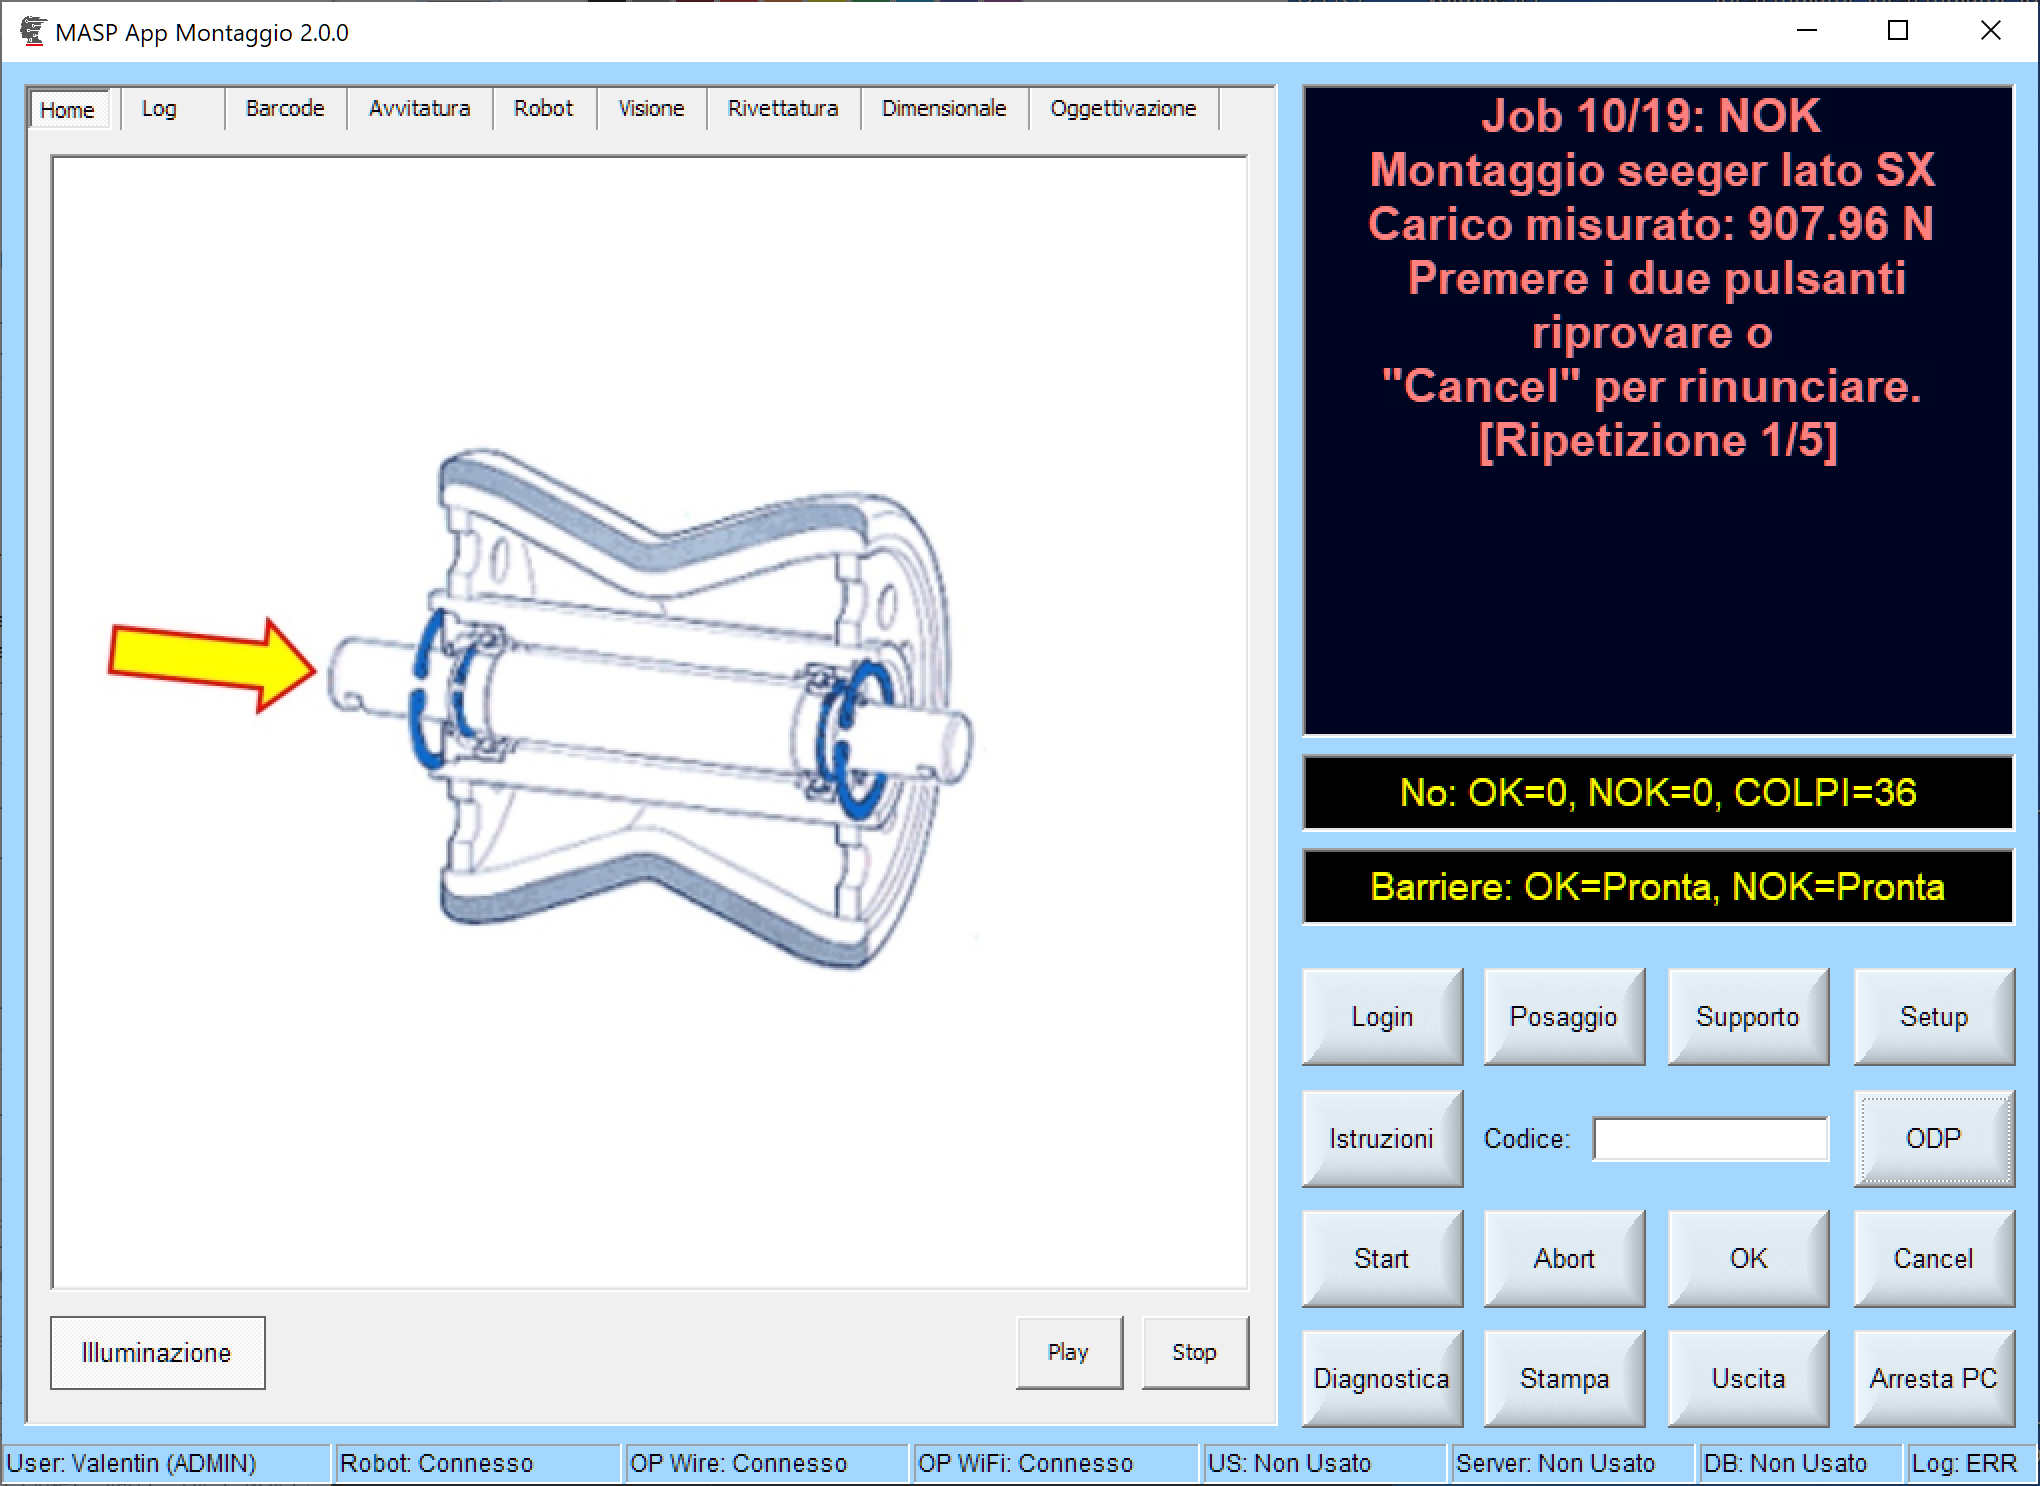 MASP App Montaggio 2.0.0
Home Log Barcode Avvitatura Robot Visione Rivettatura Dimensionale Oggettivazione
Job 10/19: NOK
Montaggio seeger lato SX
Carico misurato: 907.96 N
Premere i due pulsanti
riprovare o
"Cancel" per rinunciare.
[Ripetizione 1/5]
No: OK=0, NOK=0, COLPI=36
Barriere: OK=Pronta, NOK=Pronta
Login Posaggio Supporto Setup
Istruzioni Codice: ODP
Start Abort OK Cancel
Illuminazione Play Stop
Diagnostica Stampa Uscita Arresta PC
User: Valentin (ADMIN) Robot: Connesso OP Wire: Connesso OP WiFi: Connesso US: Non Usato Server: Non Usato DB: Non Usato Log: ERR